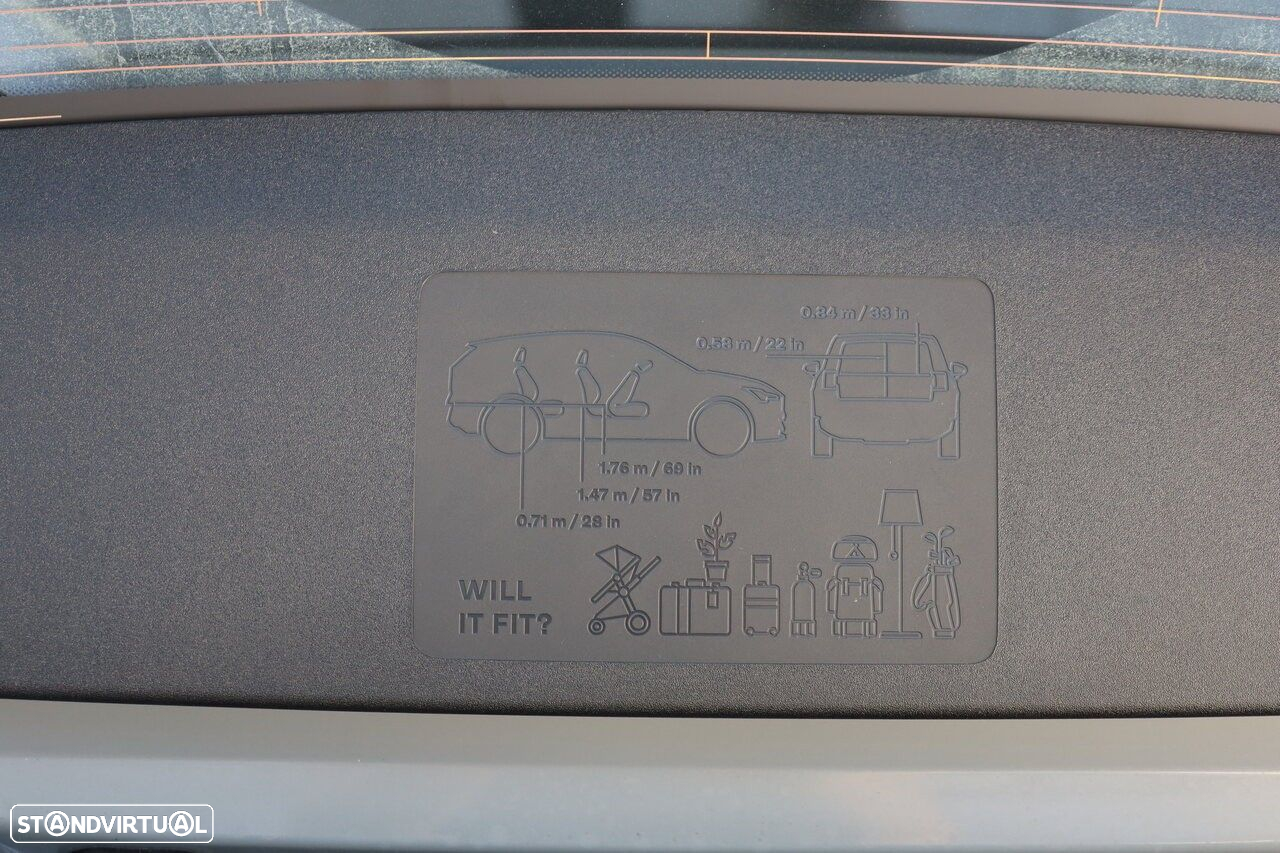 0.84 m / 33 in
0.58 m / 22 in
1.76 m / 69 in
1.47 m / 57 in
0.71 m / 28 in
WILL
IT FIT?
STANDVIRTUAL